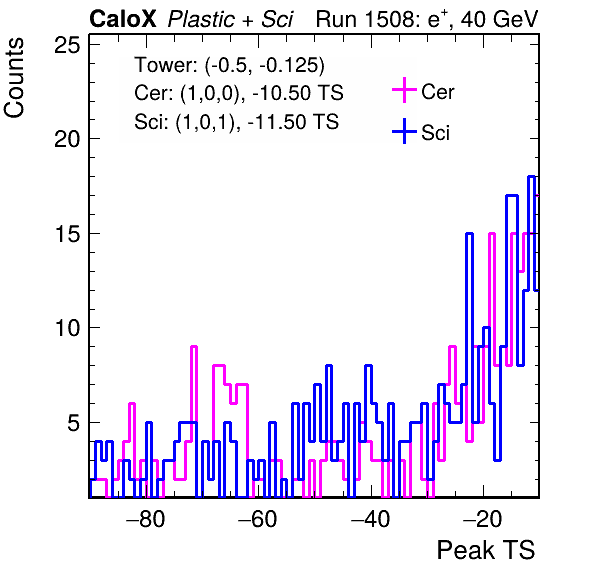 CaloX Plastic + Sci Run 1508: e+, 40 GeV
Tower: (-0.5, -0.125)
Cer: (1,0,0), -10.50 TS
Sci: (1,0,1), -11.50 TS
Cer
Sci
Counts
25
20
15
10
5
−80 −60 −40 −20
Peak TS